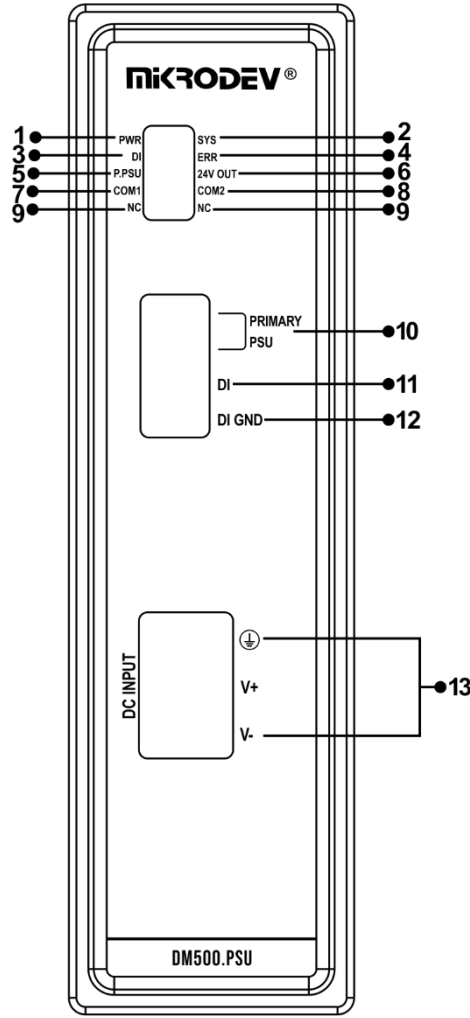 MiKRODEV®
1 PWR SYS 2
3 DI ERR 4
5 P.PSU 24V OUT 6
7 COM1 COM2 8
9 NC NC 9
PRIMARY
PSU
10
DI 11
DI GND 12
DC INPUT
V+
V-
13
DM500.PSU